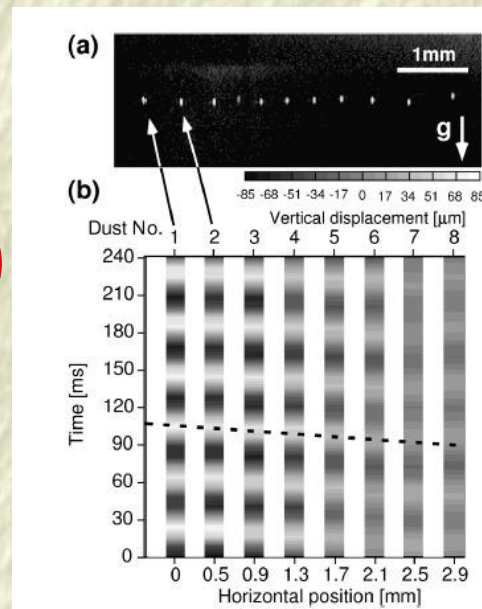 (a)
1mm
g
-85 -68 -51 -34 -17 0 17 34 51 68 85
(b)
Vertical displacement [μm]
Dust No. 1 2 3 4 5 6 7 8
240
210
180
150
120
90
60
30
0
Time [ms]
0 0.5 0.9 1.3 1.7 2.1 2.5 2.9
Horizontal position [mm]